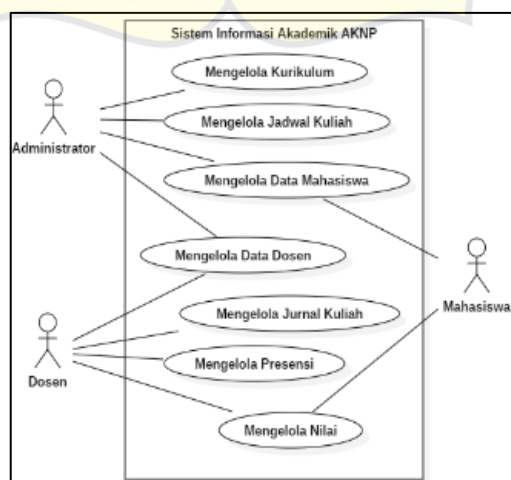 Sistem Informasi Akademik AKNP
Mengelola Kurikulum
Mengelola Jadwal Kuliah
Administrator
Mengelola Data Mahasiswa
Mengelola Data Dosen
Mahasiswa
Mengelola Jurnal Kuliah
Mengelola Presensi
Dosen
Mengelola Nilai